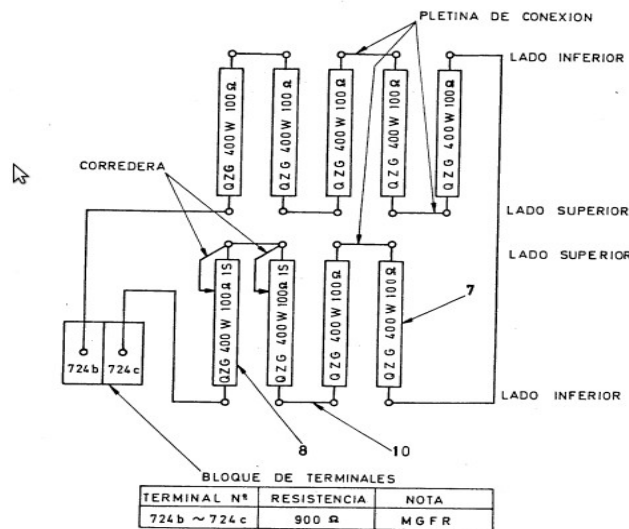 PLETINA DE CONEXION
LADO INFERIOR
QZG 400W 100Ω
QZG 400W 100Ω
QZG 400W 100Ω
QZG 400W 100Ω
QZG 400W 100Ω
CORREDERA
LADO SUPERIOR
LADO SUPERIOR
QZG 400W 100Ω 1S
QZG 400W 100Ω 1S
QZG 400W 100Ω
QZG 400W 100Ω
7
724b 724c
LADO INFERIOR
8
10
BLOQUE DE TERMINALES
TERMINAL Nº RESISTENCIA NOTA
724b ~ 724c 900 Ω MGFR